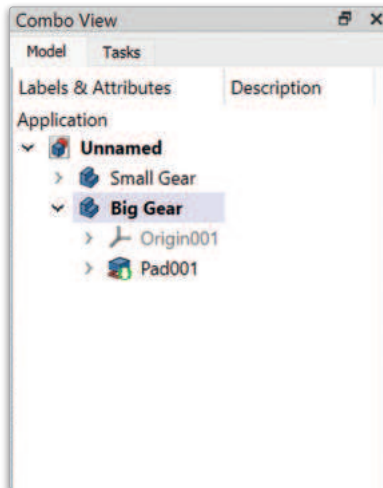 Combo View
Model Tasks
Labels & Attributes Description
Application
Unnamed
Small Gear
Big Gear
Origin001
Pad001